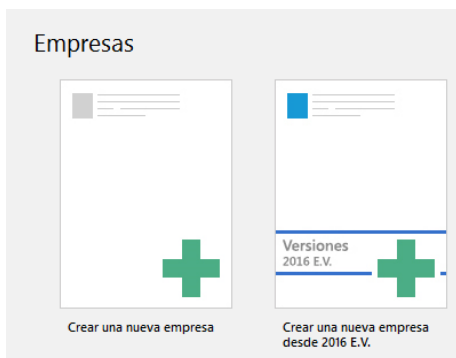 Empresas
Versiones
2016 E.V.
Crear una nueva empresa
Crear una nueva empresa
desde 2016 E.V.